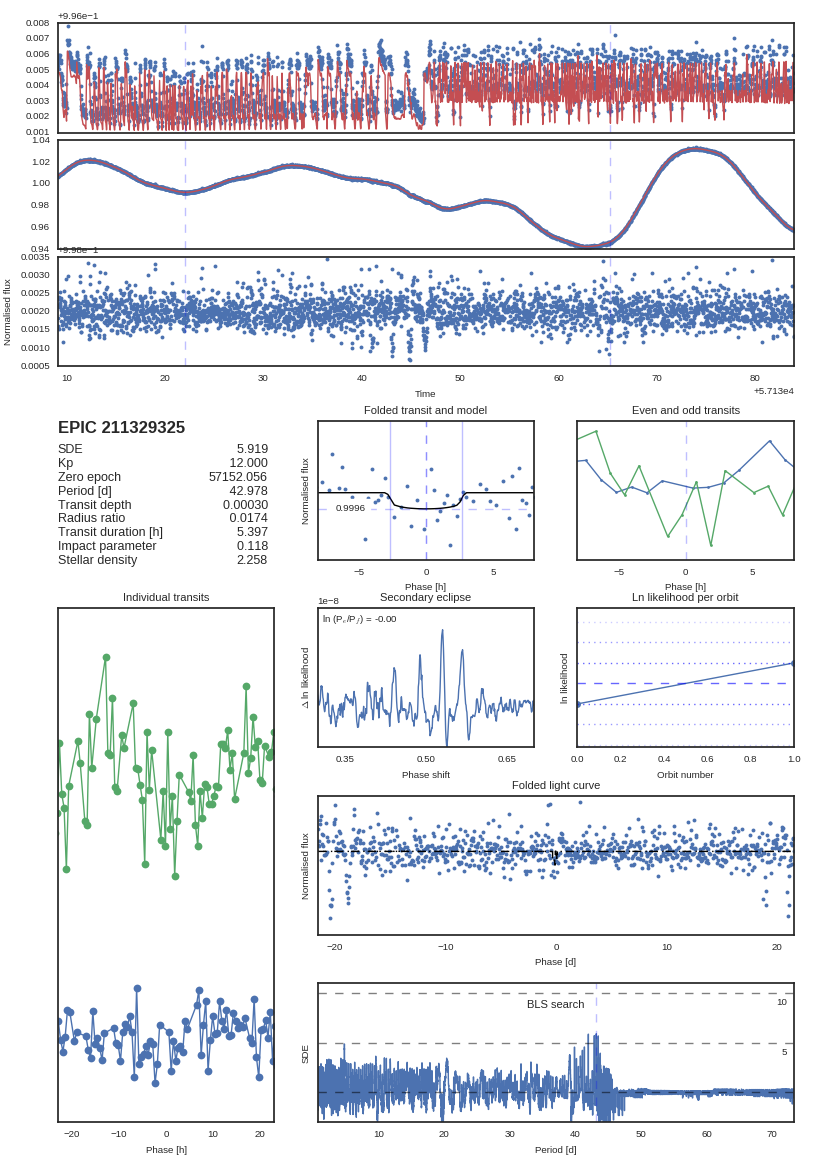 +9.96e−1
0.008
0.007
0.006
0.005
0.004
0.003
0.002
0.001
1.04
1.02
1.00
0.98
0.96
0.94
+9.98e−1
0.0035
0.0030
0.0025
0.0020
0.0015
0.0010
0.0005
Normalised flux
10 20 30 40 50 60 70 80
Time
+5.713e4
EPIC 211329325
SDE 5.919
Kp 12.000
Zero epoch 57152.056
Period [d] 42.978
Transit depth 0.00030
Radius ratio 0.0174
Transit duration [h] 5.397
Impact parameter 0.118
Stellar density 2.258
Folded transit and model
Normalised flux
0.9996
−5 0 5
Phase [h]
Even and odd transits
−5 0 5
Phase [h]
Individual transits
−20 −10 0 10 20
Phase [h]
Secondary eclipse
1e−8
ln (Pₑ/P𝑓) = -0.00
Δ ln likelihood
0.35 0.50 0.65
Phase shift
Ln likelihood per orbit
ln likelihood
0.0 0.2 0.4 0.6 0.8 1.0
Orbit number
Folded light curve
Normalised flux
−20 −10 0 10 20
Phase [d]
BLS search
10
5
SDE
10 20 30 40 50 60 70
Period [d]